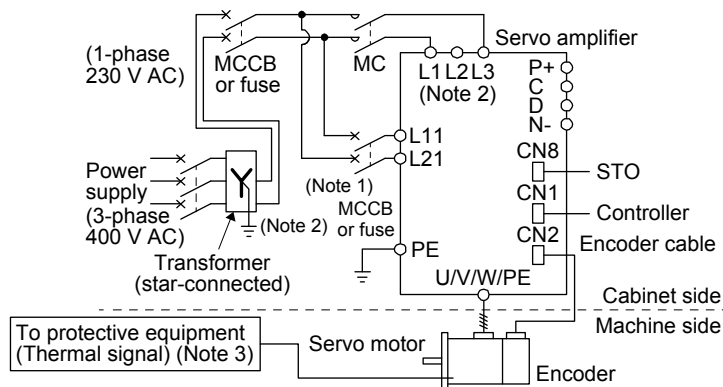 (1-phase
230 V AC)
MCCB
or fuse
MC
Servo amplifier
L1 L2 L3
(Note 2)
P+
C
D
N-
L11
L21
Power
supply
(3-phase
400 V AC)
(Note 2)
(Note 1)
MCCB
or fuse
Transformer
(star-connected)
PE
CN8
STO
CN1
Controller
CN2
Encoder cable
U/V/W/PE
Cabinet side
Machine side
To protective equipment
(Thermal signal) (Note 3)
Servo motor
Encoder